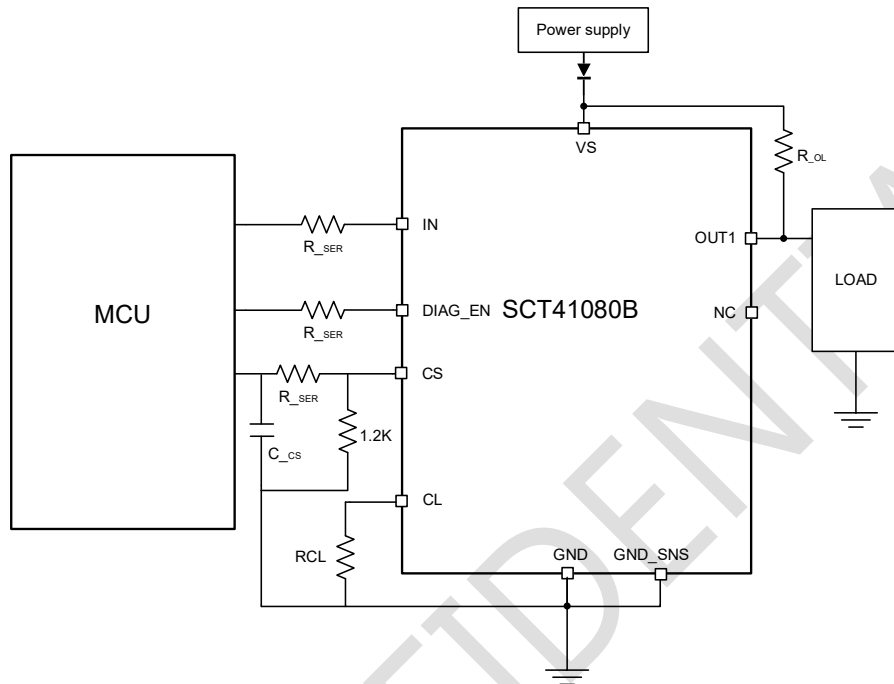 Power supply
VS
R_OL
IN
R_SER
OUT1
LOAD
MCU
DIAG_EN
SCT41080B
NC
R_SER
CS
R_SER
1.2K
C_CS
CL
RCL
GND
GND_SNS